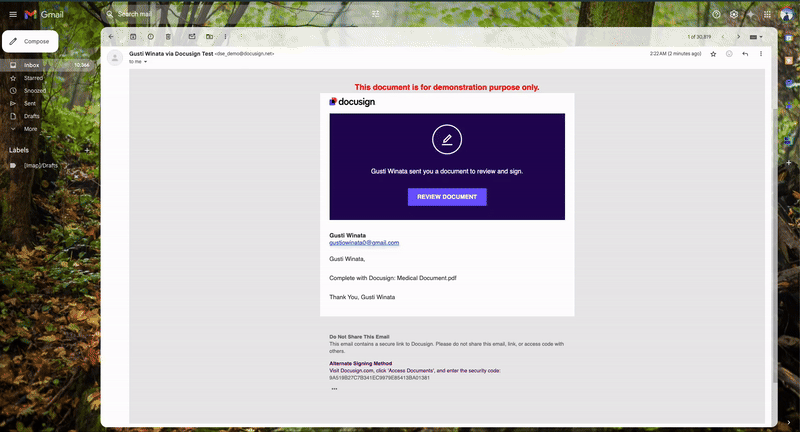 Gmail
Search mail
Compose
Inbox 10,364
Starred
Snoozed
Sent
Drafts
More
Labels
[Imap]/Drafts
1 of 30,819
Gusti Winata via Docusign Test <dse_demo@docusign.net>
2:22 AM (2 minutes ago)
to me
This document is for demonstration purpose only.
docusign
Gusti Winata sent you a document to review and sign.
REVIEW DOCUMENT
Gusti Winata
gustiowinata0@gmail.com
Gusti Winata,
Complete with Docusign: Medical Document.pdf
Thank You, Gusti Winata
Do Not Share This Email
This email contains a secure link to Docusign. Please do not share this email, link, or access code with
others.
Alternate Signing Method
Visit Docusign.com, click 'Access Documents', and enter the security code: